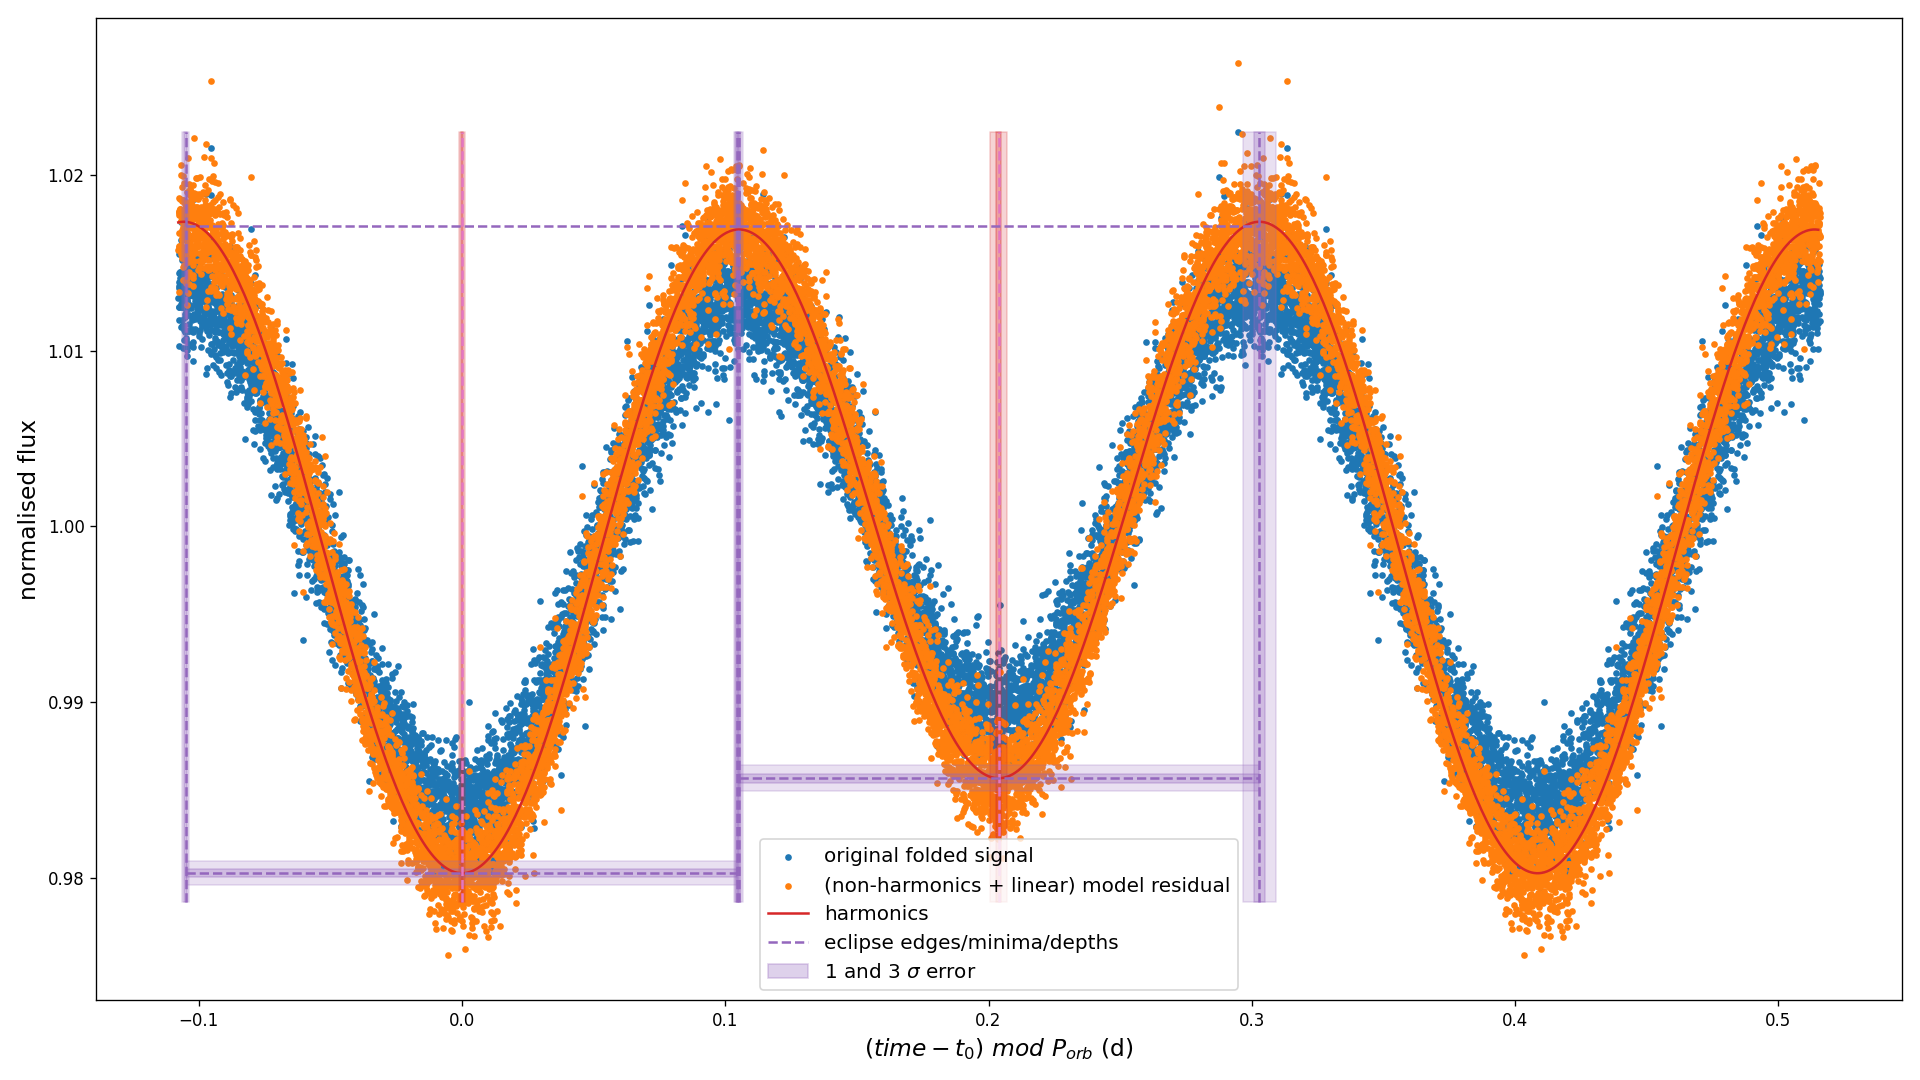 normalised flux
1.02
1.01
1.00
0.99
0.98
original folded signal
(non-harmonics + linear) model residual
harmonics
eclipse edges/minima/depths
1 and 3 σ error
−0.1
0.0
0.1
0.2
0.3
0.4
0.5
(time − t₀) mod Pₒᵣb (d)